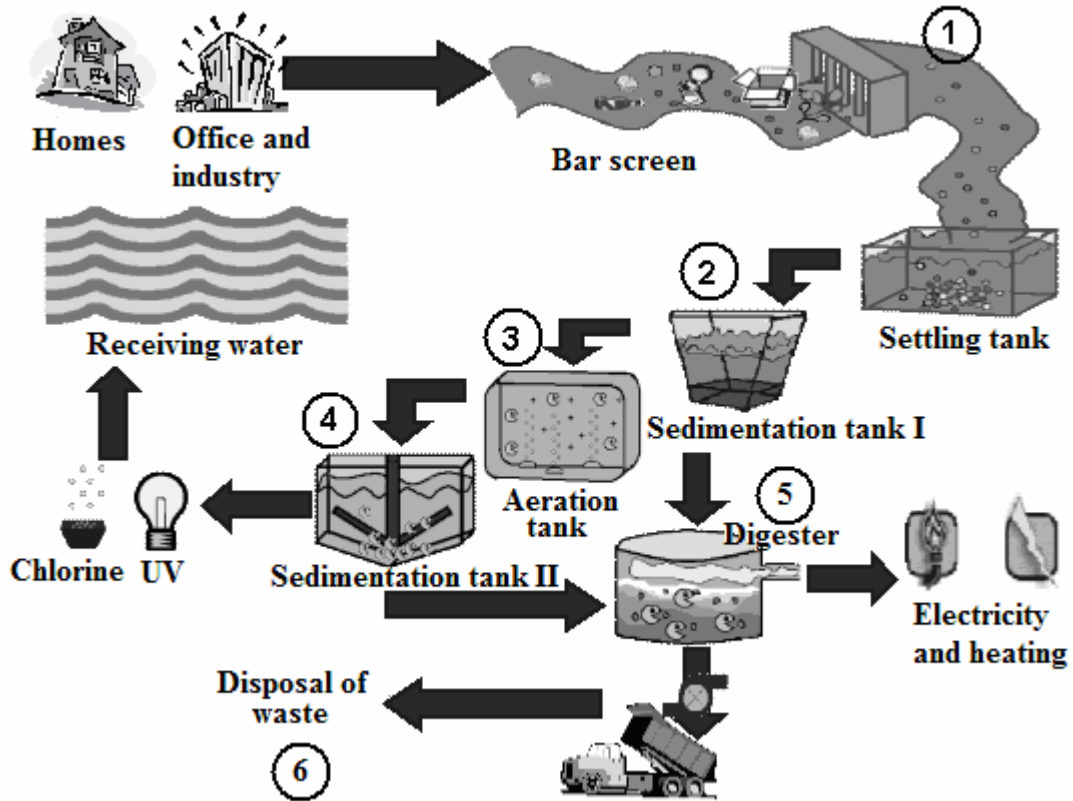 1
Homes
Office and
industry
Bar screen
2
Settling tank
Receiving water
3
Sedimentation tank I
4
Aeration
tank
5
Digester
Chlorine
UV
Sedimentation tank II
Electricity
and heating
Disposal of
waste
6